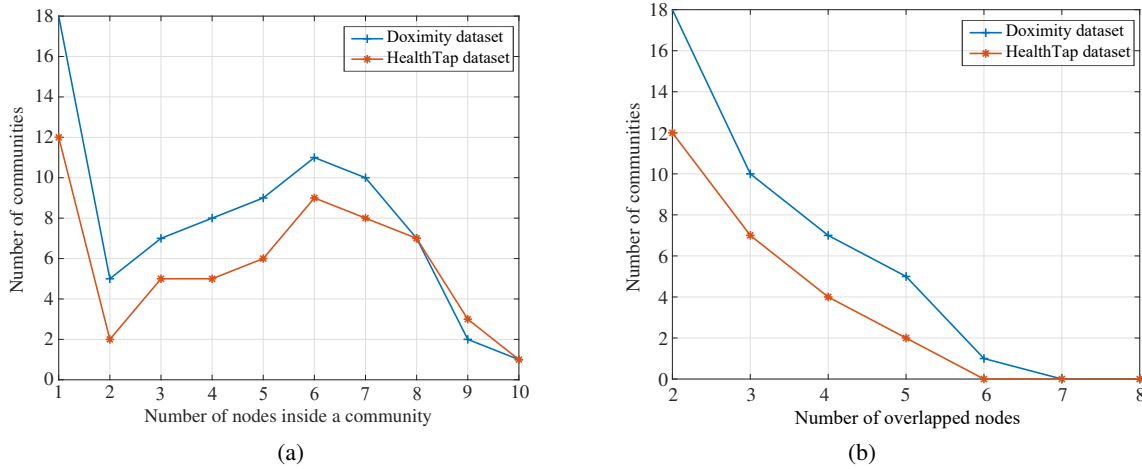 18
16
14
12
10
8
6
4
2
0
Number of communities
Doximity dataset
HealthTap dataset
1 2 3 4 5 6 7 8 9 10
Number of nodes inside a community
(a)
18
16
14
12
10
8
6
4
2
0
Number of communities
Doximity dataset
HealthTap dataset
2 3 4 5 6 7 8
Number of overlapped nodes
(b)